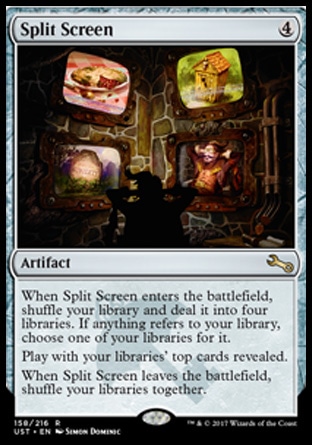 Split Screen 4
Artifact
When Split Screen enters the battlefield,
shuffle your library and deal it into four
libraries. If anything refers to your library,
choose one of your libraries for it.
Play with your libraries' top cards revealed.
When Split Screen leaves the battlefield,
shuffle your libraries together.
158/216 R
UST • EN Simon Dominic
™ & © 2017 Wizards of the Coast